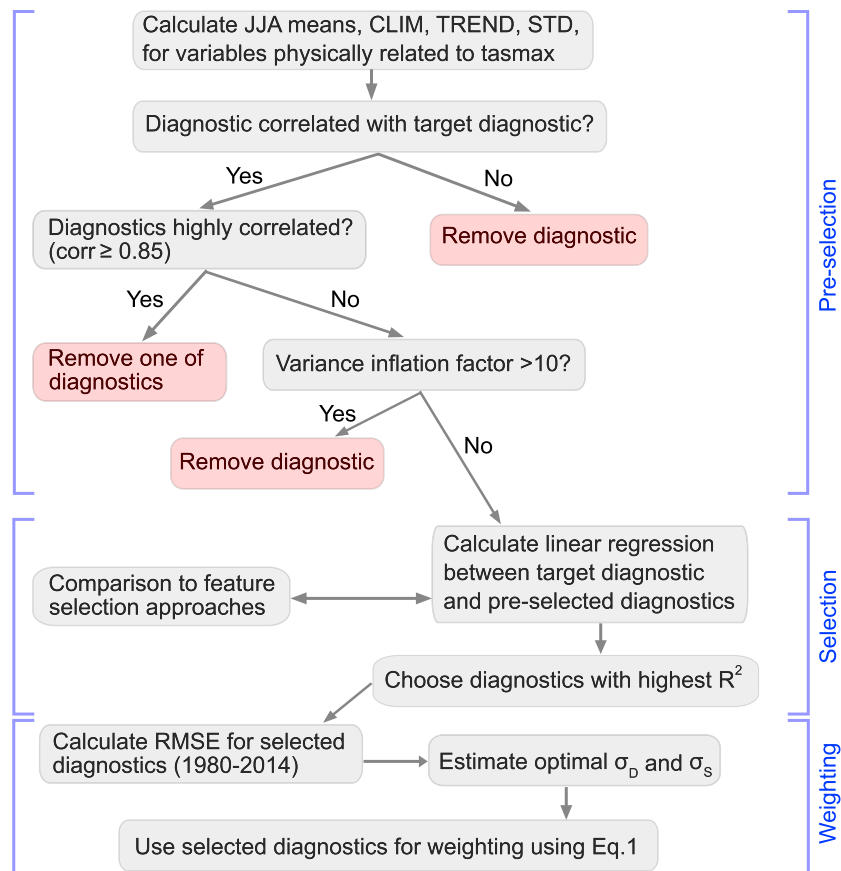 Calculate JJA means, CLIM, TREND, STD,
for variables physically related to tasmax
Diagnostic correlated with target diagnostic?
Yes
No
Diagnostics highly correlated?
(corr ≥ 0.85)
Remove diagnostic
Pre-selection
Yes
No
Remove one of
diagnostics
Variance inflation factor >10?
Yes
No
Remove diagnostic
Calculate linear regression
between target diagnostic
and pre-selected diagnostics
Comparison to feature
selection approaches
Selection
Choose diagnostics with highest R²
Calculate RMSE for selected
diagnostics (1980-2014)
Estimate optimal σ_D and σ_S
Weighting
Use selected diagnostics for weighting using Eq.1